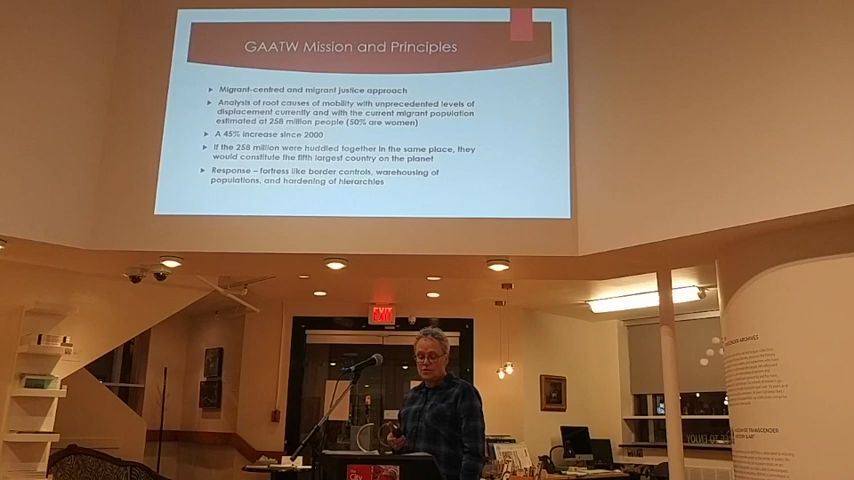 GAATW Mission and Principles
Migrant-centred and migrant justice approach
Analysis of root causes of mobility with unprecedented levels of
displacement currently and with the current migrant population
estimated at 258 million people (50% are women)
A 45% increase since 2000
If the 258 million were huddled together in the same place, they
would constitute the fifth largest country on the planet
Response – fortress like border controls, warehousing of
populations, and hardening of hierarchies
EXIT
City